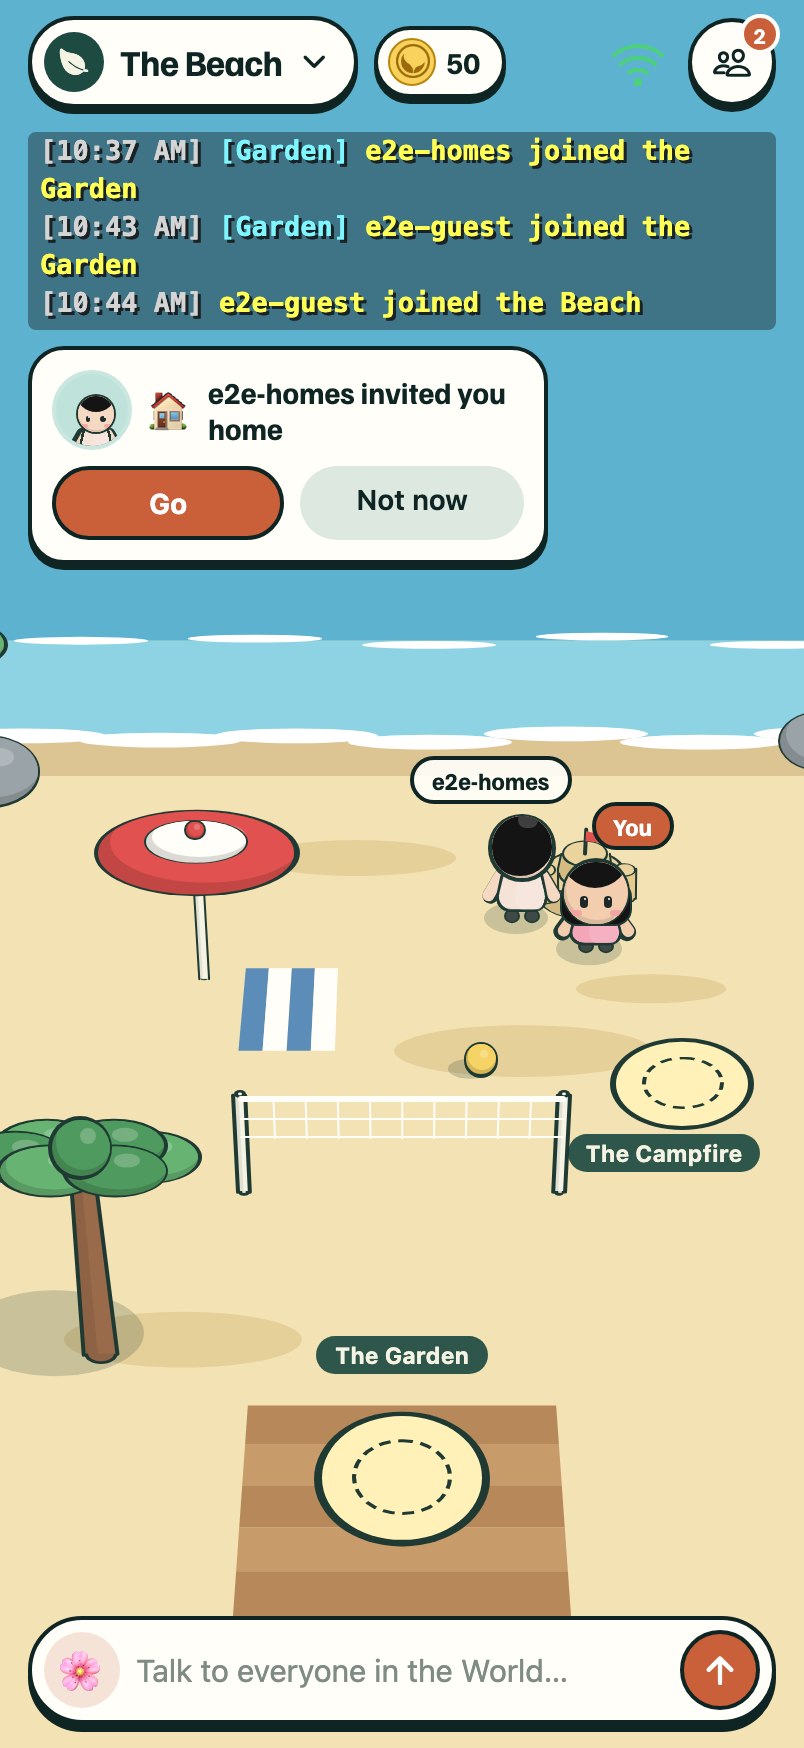 The Beach
50
2
[10:37 AM] [Garden] e2e-homes joined the
Garden
[10:43 AM] [Garden] e2e-guest joined the
Garden
[10:44 AM] e2e-guest joined the Beach
e2e-homes invited you
home
Go
Not now
e2e-homes
You
The Campfire
The Garden
Talk to everyone in the World...